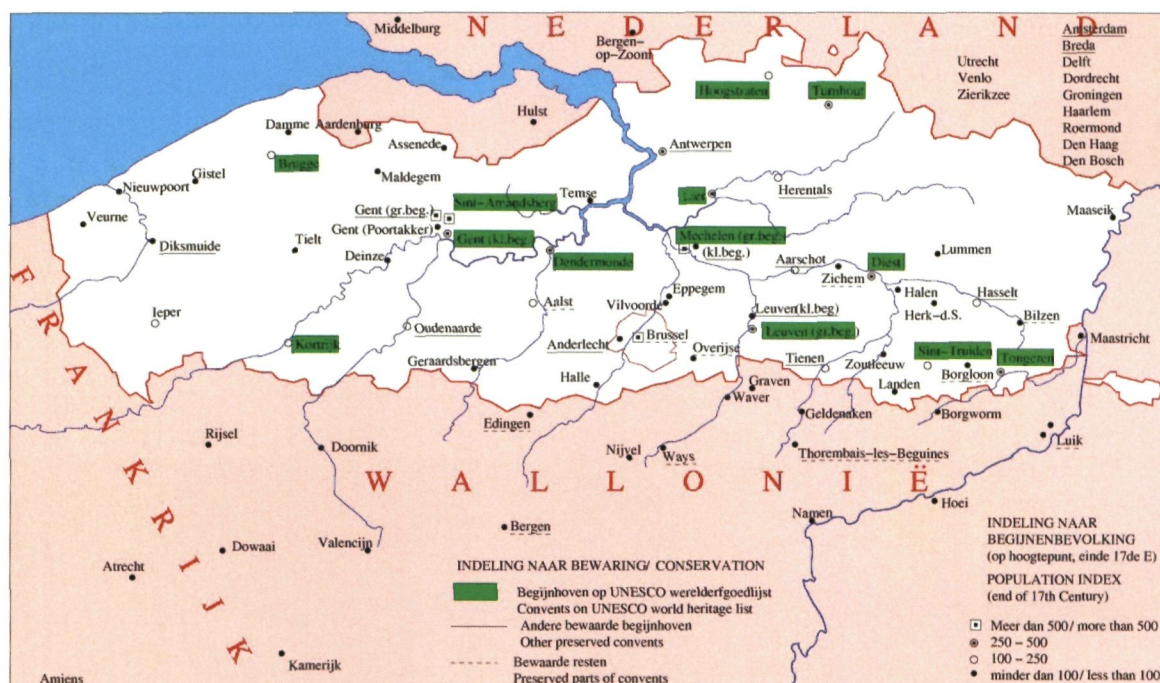 NEDERLAND
Middelburg
Bergen-
op-Zoom
Amsterdam
Breda
Delft
Dordrecht
Groningen
Haarlem
Roermond
Den Haag
Den Bosch
Utrecht
Venlo
Zierikzee
Hoogstraten
Turnhout
Hulst
Damme
Aardenburg
Assenede
Antwerpen
Brugge
Maldegem
Gistel
Nieuwpoort
Herentals
Lier
Sint-Amandsberg
Temse
Maaseik
Veurne
Gent (gr.beg.)
Gent (Poortakker)
Gent (kl.beg.)
Diksmuide
Tielt
Deinze
Dendermonde
Mechelen (gr.beg.)
(kl.beg.)
Aarschot
Zichem
Diest
Lummen
Halen
Hasselt
Herk-d.S.
Bilzen
Eppegem
Vilvoorde
Aalst
Ieper
Oudenaarde
Leuven(kl.beg)
Leuven (gr.beg.)
Kortrijk
Brussel
Anderlecht
Overijse
Tienen
Zoutleeuw
Sint-Truiden
Borgloon
Tongeren
Maastricht
Geraardsbergen
Halle
Graven
Waver
Landen
Geldenaken
Borgworm
Edingen
Rijsel
Doornik
Nijvel
Ways
Thorembais-les-Beguines
Luik
FRANKRIJK
WALLONIË
Hoei
Namen
Bergen
Valencijn
Dowaai
Atrecht
Kamerijk
Amiens
INDELING NAAR BEWARING/ CONSERVATION
Begijnhoven op UNESCO werelderfgoedlijst
Convents on UNESCO world heritage list
Andere bewaarde begijnhoven
Other preserved convents
Bewaarde resten
Preserved parts of convents
INDELING NAAR
BEGIJNENBEVOLKING
(op hoogtepunt, einde 17de E)
POPULATION INDEX
(end of 17th Century)
Meer dan 500/ more than 500
250 – 500
100 – 250
minder dan 100/ less than 100